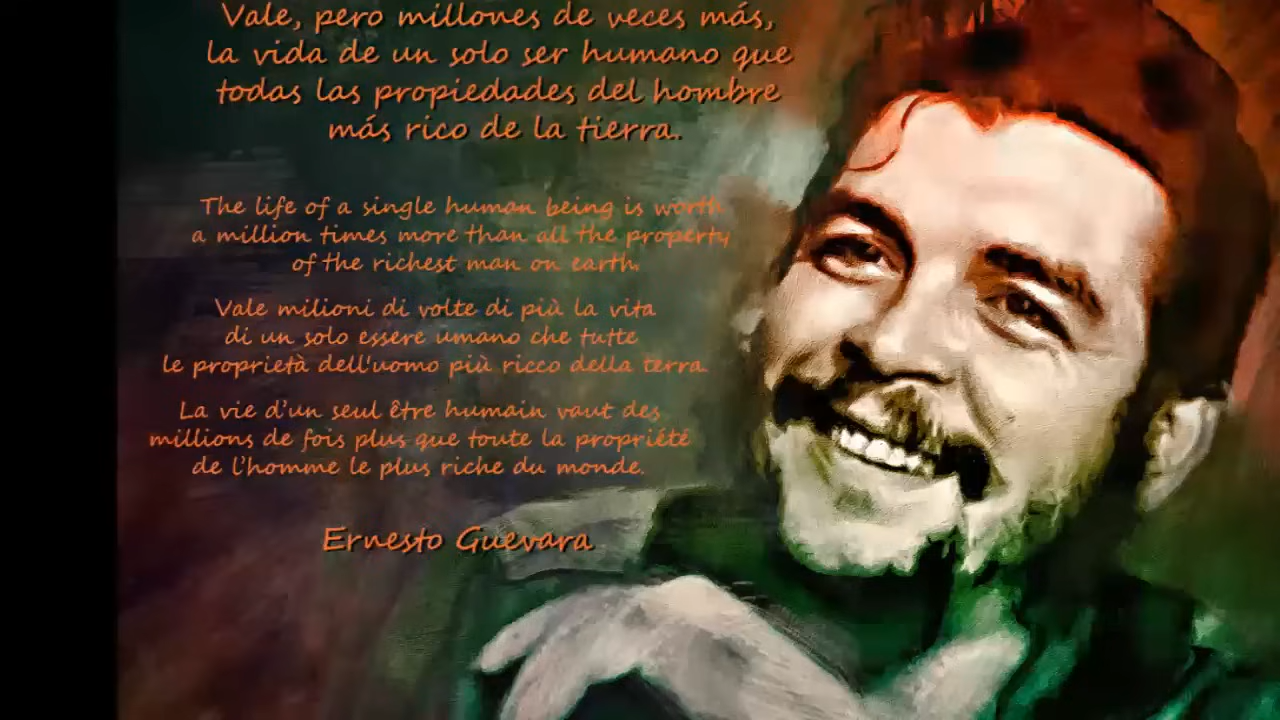 Vale, pero millones de veces más,
la vida de un solo ser humano que
todas las propiedades del hombre
más rico de la tierra.
The life of a single human being is worth
a million times more than all the property
of the richest man on earth.
Vale milioni di volte di più la vita
di un solo essere umano che tutte
le proprietà dell'uomo più ricco della terra.
La vie d'un seul être humain vaut des
millions de fois plus que toute la propriété
de l'homme le plus riche du monde.
Ernesto Guevara